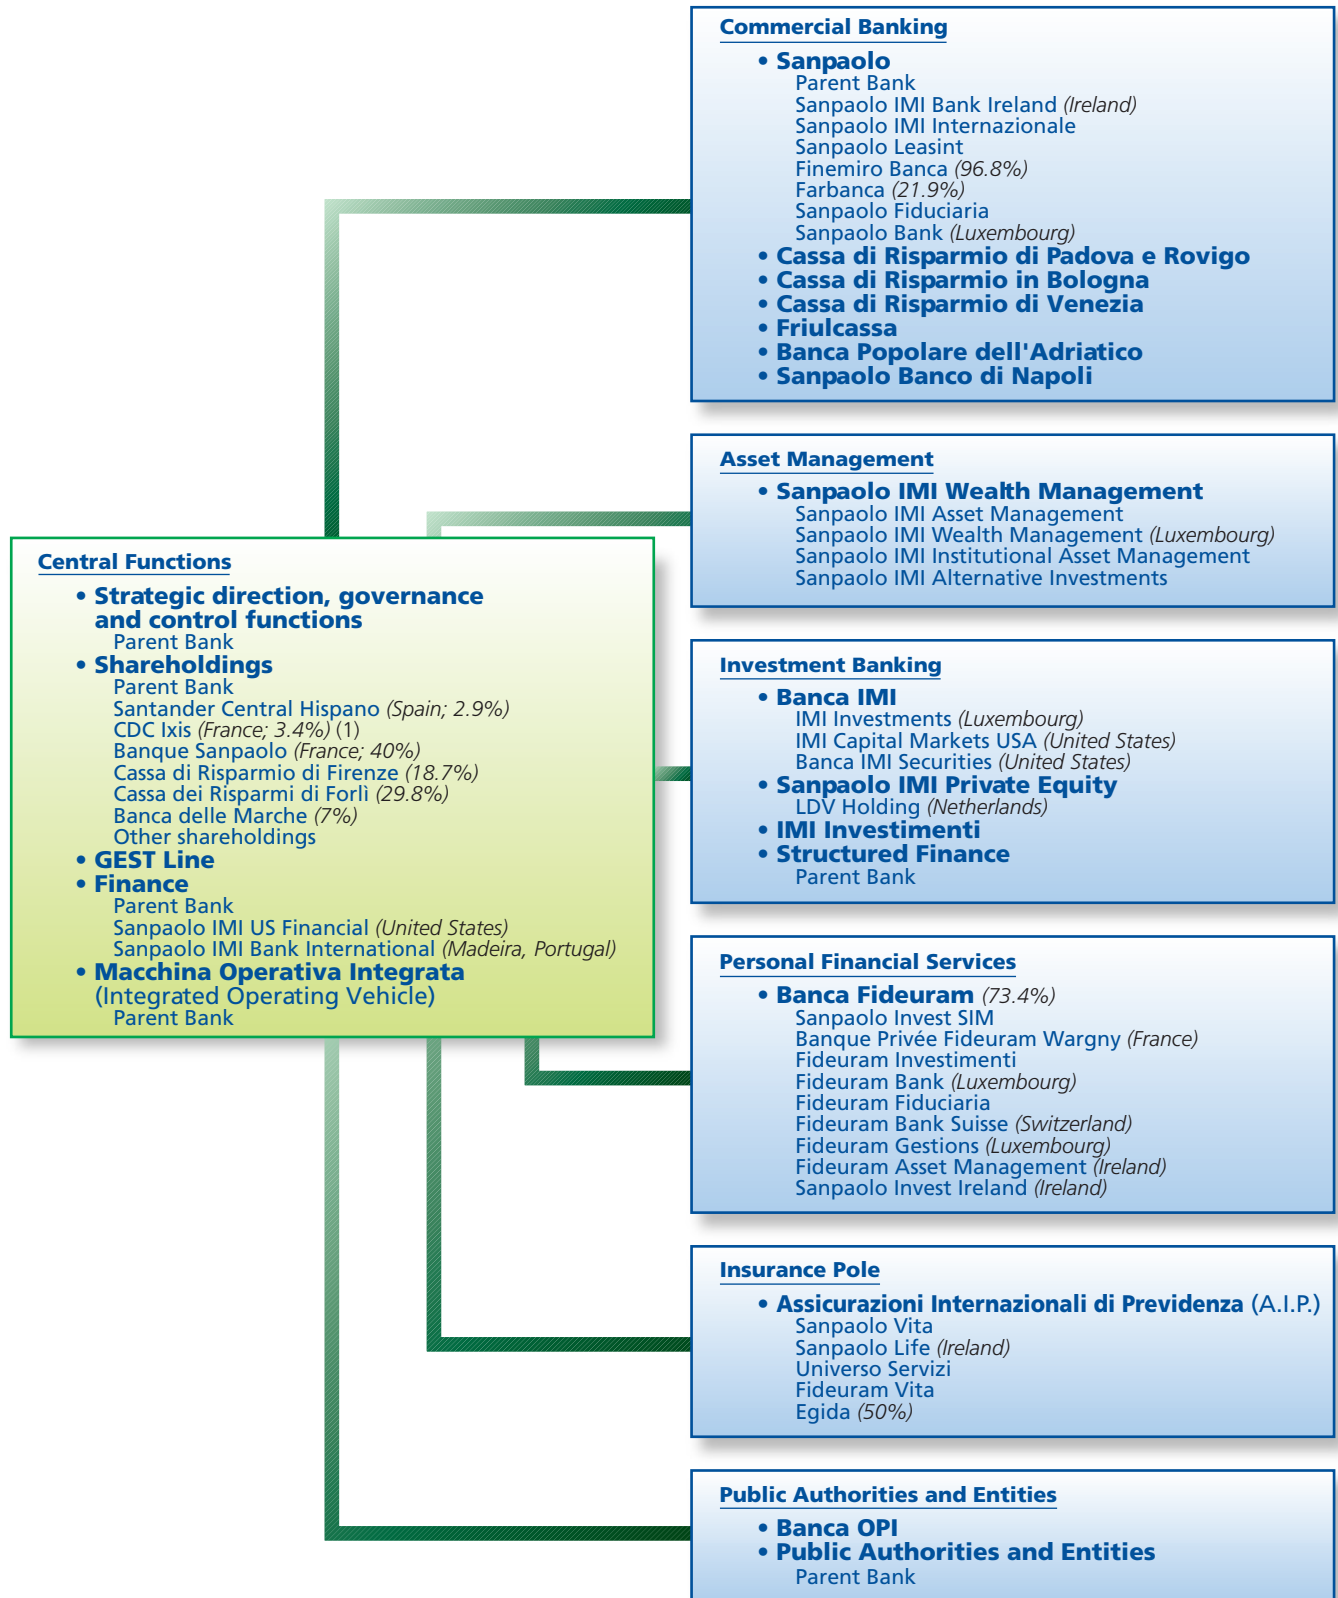 Commercial Banking
• Sanpaolo
Parent Bank
Sanpaolo IMI Bank Ireland (Ireland)
Sanpaolo IMI Internazionale
Sanpaolo Leasint
Finemiro Banca (96.8%)
Farbanca (21.9%)
Sanpaolo Fiduciaria
Sanpaolo Bank (Luxembourg)
• Cassa di Risparmio di Padova e Rovigo
• Cassa di Risparmio in Bologna
• Cassa di Risparmio di Venezia
• Friulcassa
• Banca Popolare dell'Adriatico
• Sanpaolo Banco di Napoli
Asset Management
• Sanpaolo IMI Wealth Management
Sanpaolo IMI Asset Management
Sanpaolo IMI Wealth Management (Luxembourg)
Sanpaolo IMI Institutional Asset Management
Sanpaolo IMI Alternative Investments
Central Functions
• Strategic direction, governance
and control functions
Parent Bank
• Shareholdings
Parent Bank
Santander Central Hispano (Spain; 2.9%)
CDC Ixis (France; 3.4%) (1)
Banque Sanpaolo (France; 40%)
Cassa di Risparmio di Firenze (18.7%)
Cassa dei Risparmi di Forlì (29.8%)
Banca delle Marche (7%)
Other shareholdings
• GEST Line
• Finance
Parent Bank
Sanpaolo IMI US Financial (United States)
Sanpaolo IMI Bank International (Madeira, Portugal)
• Macchina Operativa Integrata
(Integrated Operating Vehicle)
Parent Bank
Investment Banking
• Banca IMI
IMI Investments (Luxembourg)
IMI Capital Markets USA (United States)
Banca IMI Securities (United States)
• Sanpaolo IMI Private Equity
LDV Holding (Netherlands)
• IMI Investimenti
• Structured Finance
Parent Bank
Personal Financial Services
• Banca Fideuram (73.4%)
Sanpaolo Invest SIM
Banque Privée Fideuram Wargny (France)
Fideuram Investimenti
Fideuram Bank (Luxembourg)
Fideuram Fiduciaria
Fideuram Bank Suisse (Switzerland)
Fideuram Gestions (Luxembourg)
Fideuram Asset Management (Ireland)
Sanpaolo Invest Ireland (Ireland)
Insurance Pole
• Assicurazioni Internazionali di Previdenza (A.I.P.)
Sanpaolo Vita
Sanpaolo Life (Ireland)
Universo Servizi
Fideuram Vita
Egida (50%)
Public Authorities and Entities
• Banca OPI
• Public Authorities and Entities
Parent Bank